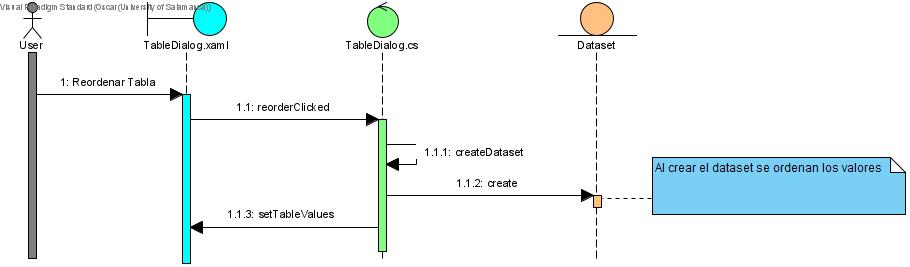 Visual Paradigm Standard (Oscar(University of Salamanca))
User
TableDialog.xaml
TableDialog.cs
Dataset
1: Reordenar Tabla
1.1: reorderClicked
1.1.1: createDataset
Al crear el dataset se ordenan los valores
1.1.2: create
1.1.3: setTableValues